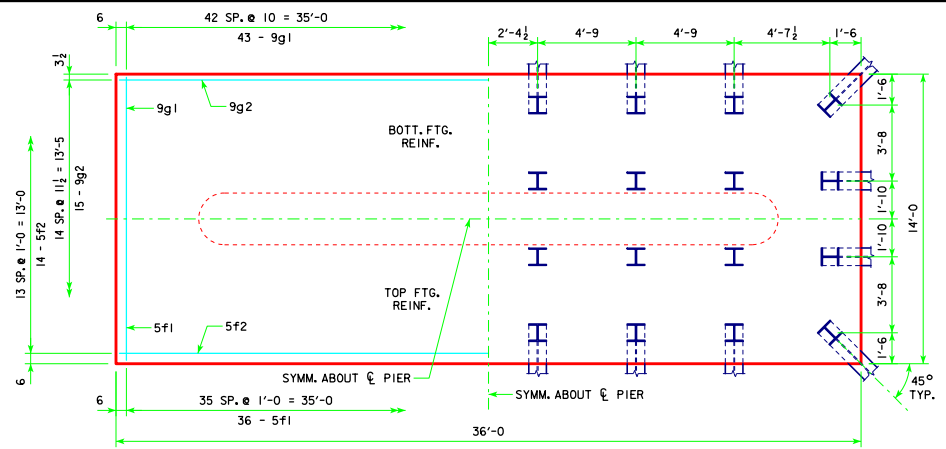 6
42 SP. @ 10 = 35'-0
43 - 9g1
2'-4½
4'-9
4'-9
4'-7½
1'-6
3½
9g1
9g2
BOTT. FTG.
REINF.
1'-6
3'-8
1'-10
1'-10
3'-8
1'-6
14'-0
13 SP. @ 1'-0 = 13'-0
14 - 5f2
14 SP. @ 11½ = 13'-5
15 - 9g2
TOP FTG.
REINF.
5f1
5f2
6
SYMM. ABOUT ℄ PIER
SYMM. ABOUT ℄ PIER
45°
TYP.
6
35 SP. @ 1'-0 = 35'-0
36 - 5f1
36'-0